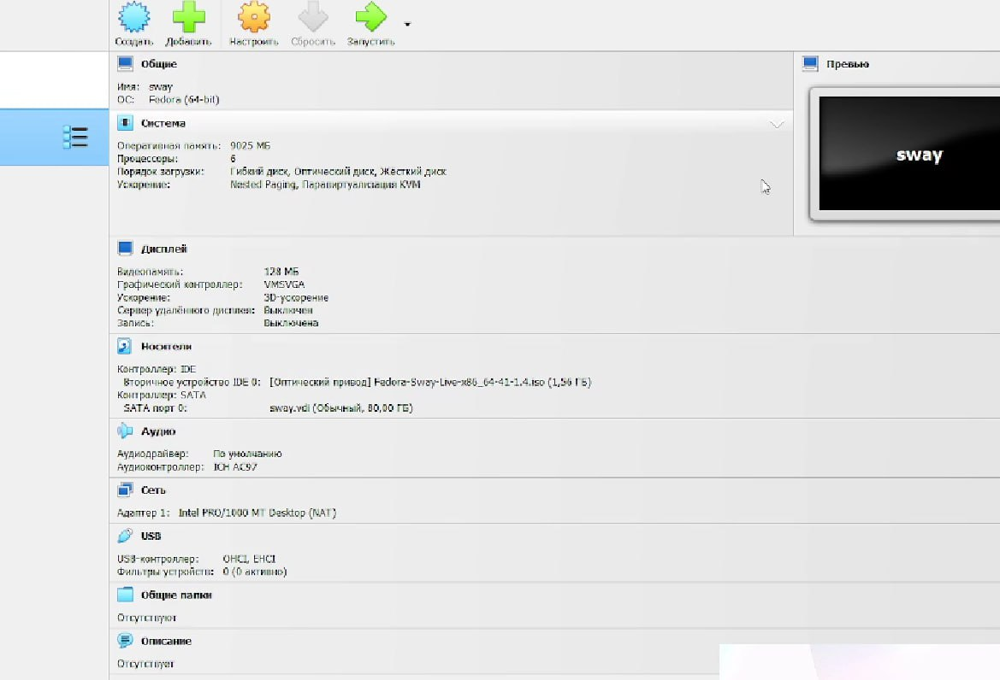 Создать Добавить Настроить Сбросить Запустить
Общие
Имя: sway
ОС: Fedora (64-bit)
Превью
sway
Система
Оперативная память: 9025 МБ
Процессоры: 6
Порядок загрузки: Гибкий диск, Оптический диск, Жёсткий диск
Ускорение: Nested Paging, Паравиртуализация KVM
Дисплей
Видеопамять: 128 МБ
Графический контроллер: VMSVGA
Ускорение: 3D-ускорение
Сервер удалённого дисплея: Выключен
Запись: Выключена
Носители
Контроллер: IDE
Вторичное устройство IDE 0: [Оптический привод] Fedora-Sway-Live-x86_64-41-1.4.iso (1,56 ГБ)
Контроллер: SATA
SATA порт 0: sway.vdi (Обычный, 80,00 ГБ)
Аудио
Аудиодрайвер: По умолчанию
Аудиоконтроллер: ICH AC97
Сеть
Адаптер 1: Intel PRO/1000 MT Desktop (NAT)
USB
USB-контроллер: OHCI, EHCI
Фильтры устройств: 0 (0 активно)
Общие папки
Отсутствуют
Описание
Отсутствует